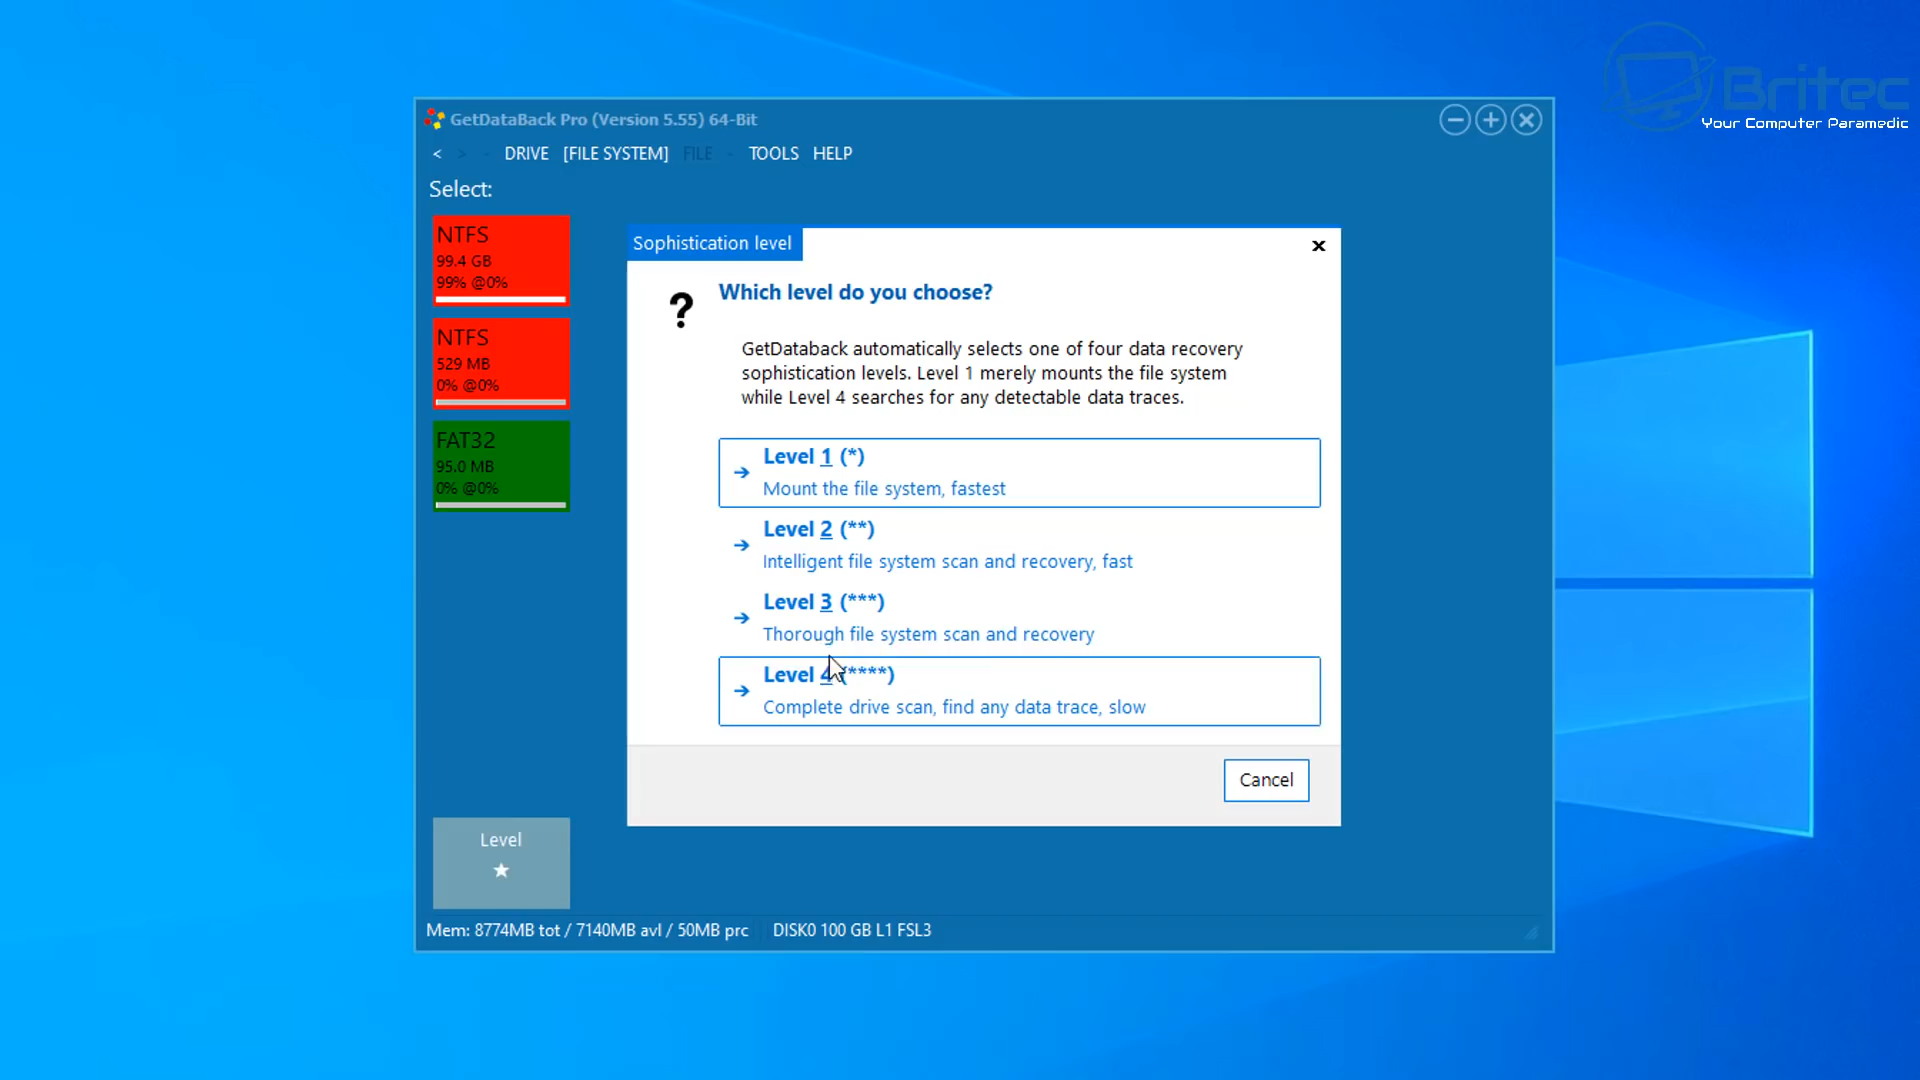 Britec
Your Computer Paramedic
GetDataBack Pro (Version 5.55) 64-Bit
< > - DRIVE [FILE SYSTEM] FILE - TOOLS HELP
Select:
NTFS
99.4 GB
99% @0%
NTFS
529 MB
0% @0%
FAT32
95.0 MB
0% @0%
Sophistication level
Which level do you choose?
GetDataback automatically selects one of four data recovery
sophistication levels. Level 1 merely mounts the file system
while Level 4 searches for any detectable data traces.
Level 1 (*)
Mount the file system, fastest
Level 2 (**)
Intelligent file system scan and recovery, fast
Level 3 (***)
Thorough file system scan and recovery
Level 4 (****)
Complete drive scan, find any data trace, slow
Cancel
Level
★
Mem: 8774MB tot / 7140MB avl / 50MB prc DISK0 100 GB L1 FSL3